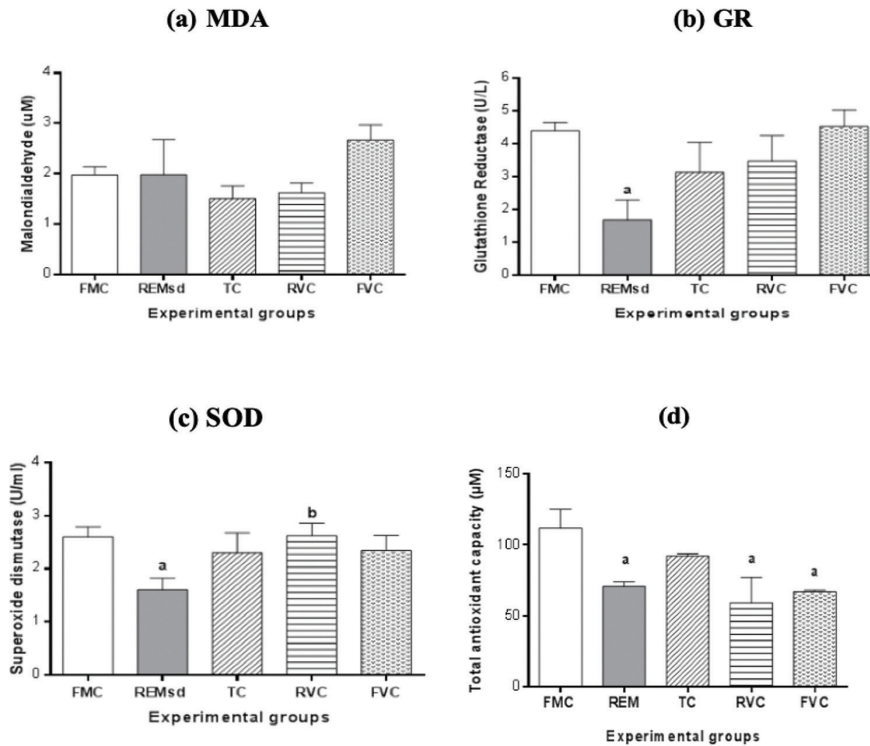 (a) MDA
Malondialdehyde (uM)
4
3
2
1
0
FMC REMsd TC RVC FVC
Experimental groups
(b) GR
Glutathione Reductase (U/L)
6
5
4
3
2
1
0
a
FMC REMsd TC RVC FVC
Experimental groups
(c) SOD
Superoxide dismutase (U/ml)
4
3
2
1
0
a
b
FMC REMsd TC RVC FVC
Experimental groups
(d)
Total antioxidant capacity (µM)
150
100
50
0
a
a
a
FMC REM TC RVC FVC
Experimental groups